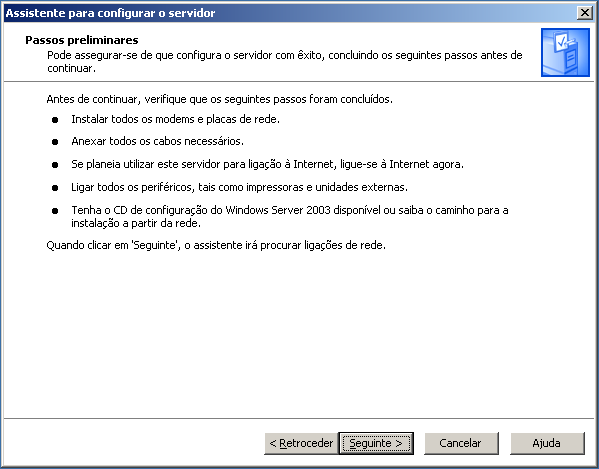 Assistente para configurar o servidor
Passos preliminares
Pode assegurar-se de que configura o servidor com êxito, concluindo os seguintes passos antes de
continuar.
Antes de continuar, verifique que os seguintes passos foram concluídos.
● Instalar todos os modems e placas de rede.
● Anexar todos os cabos necessários.
● Se planeia utilizar este servidor para ligação à Internet, ligue-se à Internet agora.
● Ligar todos os periféricos, tais como impressoras e unidades externas.
● Tenha o CD de configuração do Windows Server 2003 disponível ou saiba o caminho para a
instalação a partir da rede.
Quando clicar em 'Seguinte', o assistente irá procurar ligações de rede.
< Retroceder
Seguinte >
Cancelar
Ajuda